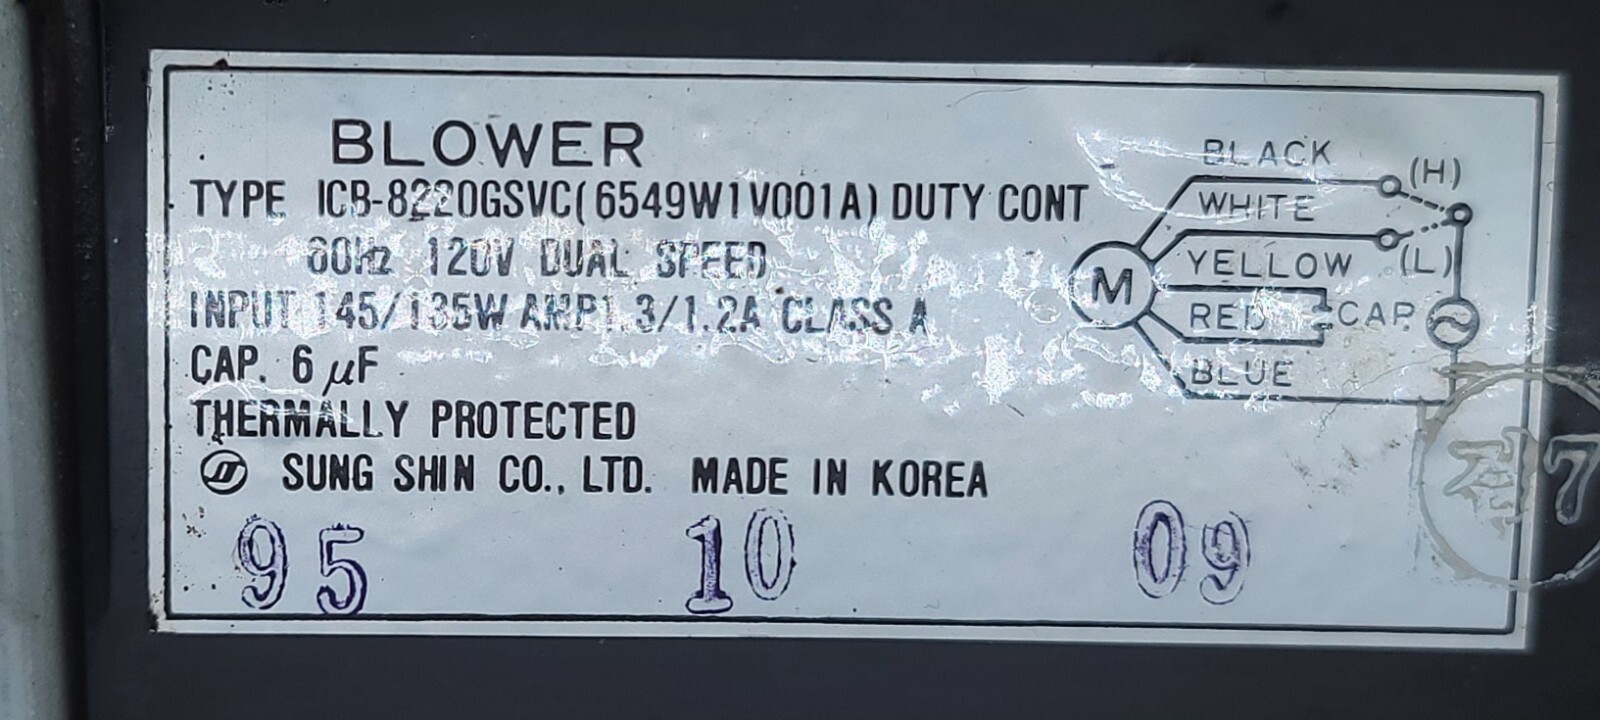 BLOWER
TYPE ICB-8220GSVC(6549W1V001A) DUTY CONT
60Hz 120V DUAL SPEED
INPUT 145/135W AMP1.3/1.2A CLASS A
CAP. 6 μF
THERMALLY PROTECTED
SUNG SHIN CO., LTD. MADE IN KOREA
95 10 09
BLACK (H)
WHITE
YELLOW (L)
M
RED CAP.
BLUE
검7